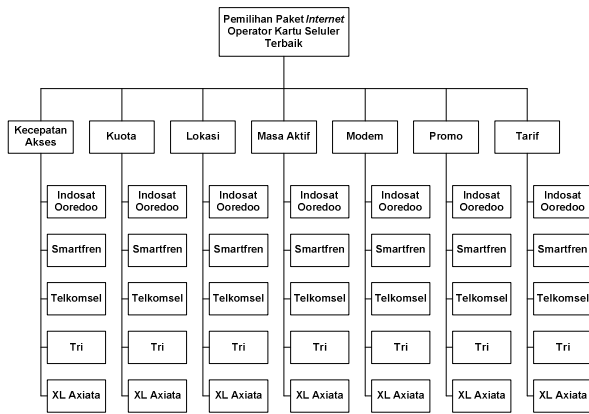 Pemilihan Paket Internet
Operator Kartu Seluler
Terbaik
Kecepatan
Akses
Kuota
Lokasi
Masa Aktif
Modem
Promo
Tarif
Indosat
Ooredoo
Indosat
Ooredoo
Indosat
Ooredoo
Indosat
Ooredoo
Indosat
Ooredoo
Indosat
Ooredoo
Indosat
Ooredoo
Smartfren
Smartfren
Smartfren
Smartfren
Smartfren
Smartfren
Smartfren
Telkomsel
Telkomsel
Telkomsel
Telkomsel
Telkomsel
Telkomsel
Telkomsel
Tri
Tri
Tri
Tri
Tri
Tri
Tri
XL Axiata
XL Axiata
XL Axiata
XL Axiata
XL Axiata
XL Axiata
XL Axiata